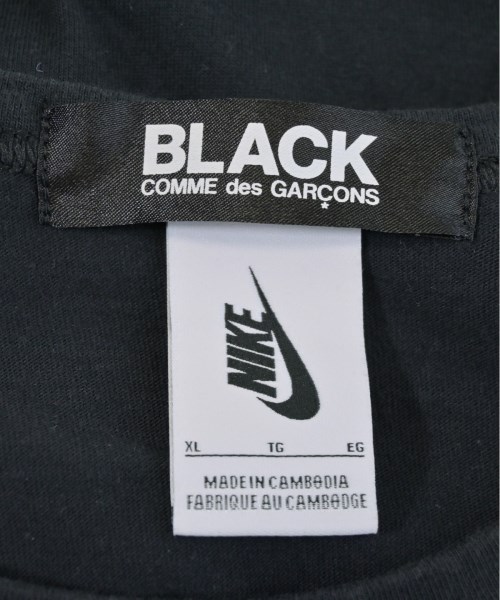 BLACK
COMME des GARÇONS
*
NIKE
XL TG EG
MADE IN CAMBODIA
FABRIQUE AU CAMBODGE